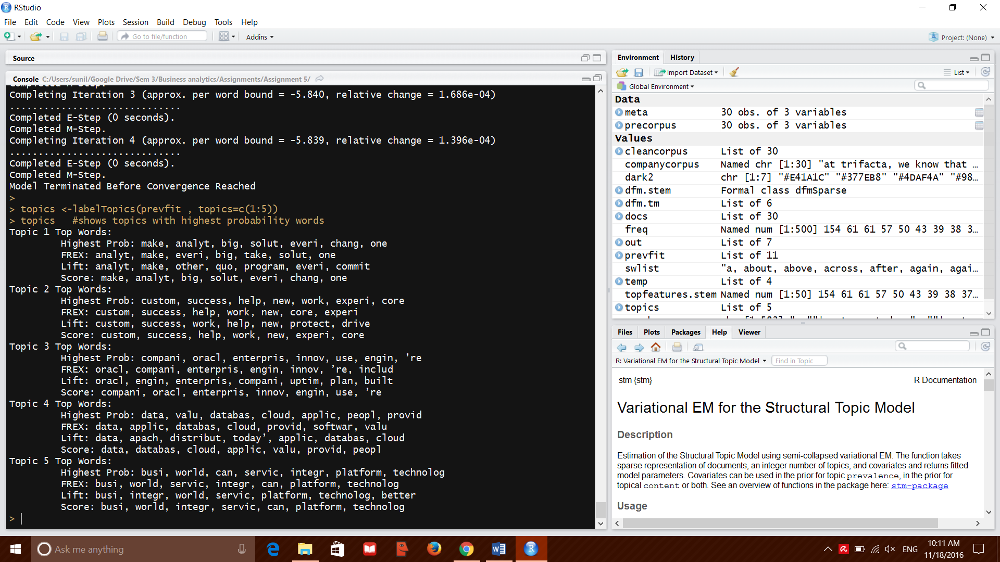 RStudio
File Edit Code View Plots Session Build Debug Tools Help
Go to file/function Addins Project: (None)
Source
Console C:/Users/sunil/Google Drive/Sem 3/Business analytics/Assignments/Assignment 5/
Completed M-Step.
Completing Iteration 3 (approx. per word bound = -5.840, relative change = 1.686e-04)
..............................
Completed E-Step (0 seconds).
Completed M-Step.
Completing Iteration 4 (approx. per word bound = -5.839, relative change = 1.396e-04)
..............................
Completed E-Step (0 seconds).
Completed M-Step.
Model Terminated Before Convergence Reached
>
> topics <-labelTopics(prevfit , topics=c(1:5))
> topics   #shows topics with highest probability words
Topic 1 Top Words:
Highest Prob: make, analyt, big, solut, everi, chang, one
FREX: analyt, make, everi, big, take, solut, one
Lift: analyt, make, other, quo, program, everi, commit
Score: make, analyt, big, solut, everi, chang, one
Topic 2 Top Words:
Highest Prob: custom, success, help, new, work, experi, core
FREX: custom, success, help, work, new, core, experi
Lift: custom, success, work, help, new, protect, drive
Score: custom, success, help, work, new, experi, core
Topic 3 Top Words:
Highest Prob: compani, oracl, enterpris, innov, use, engin, ’re
FREX: oracl, compani, enterpris, engin, innov, ’re, includ
Lift: oracl, engin, enterpris, compani, uptim, plan, built
Score: compani, oracl, enterpris, innov, engin, use, ’re
Topic 4 Top Words:
Highest Prob: data, valu, databas, cloud, applic, peopl, provid
FREX: data, applic, databas, cloud, provid, softwar, valu
Lift: data, apach, distribut, today’, applic, databas, cloud
Score: data, databas, cloud, applic, valu, provid, peopl
Topic 5 Top Words:
Highest Prob: busi, world, can, servic, integr, platform, technolog
FREX: busi, world, servic, integr, can, platform, technolog
Lift: busi, integr, world, servic, platform, technolog, better
Score: busi, world, integr, servic, can, platform, technolog
>
Environment History
Import Dataset List
Global Environment
Data
meta 30 obs. of 3 variables
precorpus 30 obs. of 3 variables
Values
cleancorpus List of 30
companycorpus Named chr [1:30] "at trifacta, we know that …
dark2 chr [1:7] "#E41A1C" "#377EB8" "#4DAF4A" "#98…
dfm.stem Formal class dfmSparse
dfm.tm List of 6
docs List of 30
freq Named num [1:500] 154 61 61 57 50 43 39 38 3…
out List of 7
prevfit List of 11
swlist "a, about, above, across, after, again, agai…
temp List of 4
topfeatures.stem Named num [1:50] 154 61 61 57 50 43 39 38 37…
topics List of 5
Files Plots Packages Help Viewer
R: Variational EM for the Structural Topic Model Find in Topic
stm {stm} R Documentation
Variational EM for the Structural Topic Model
Description
Estimation of the Structural Topic Model using semi-collapsed variational EM. The function takes
sparse representation of documents, an integer number of topics, and covariates and returns fitted
model parameters. Covariates can be used in the prior for topic prevalence, in the prior for
topical content or both. See an overview of functions in the package here: stm-package
Usage
Ask me anything
ENG
10:11 AM
11/18/2016